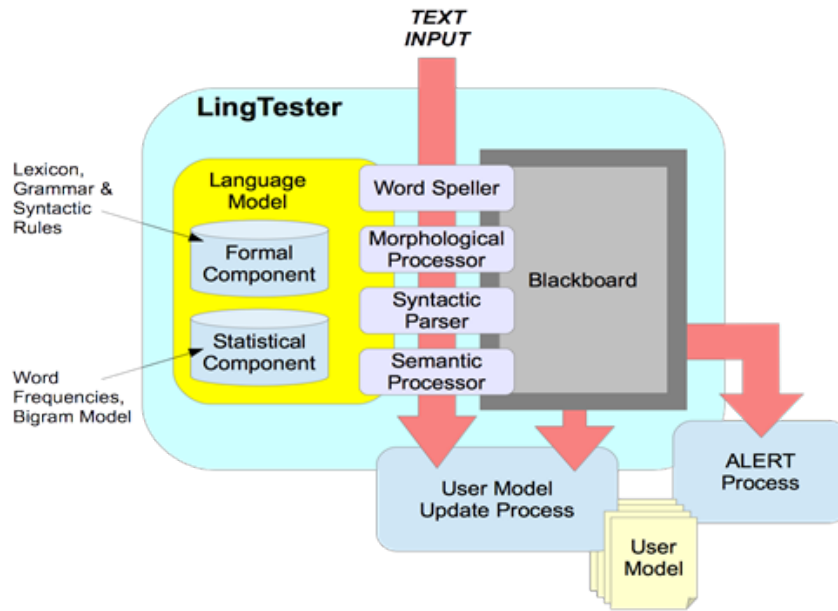 TEXT
INPUT
LingTester
Lexicon,
Grammar &
Syntactic
Rules
Language
Model
Formal
Component
Statistical
Component
Word
Frequencies,
Bigram Model
Word Speller
Morphological
Processor
Syntactic
Parser
Semantic
Processor
Blackboard
User Model
Update Process
ALERT
Process
User
Model